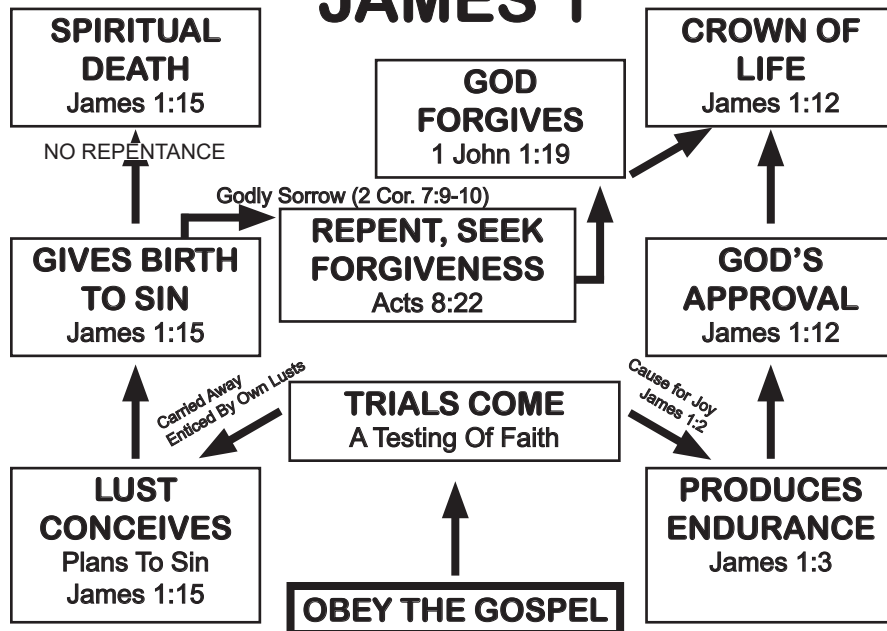 JAMES 1
SPIRITUAL
DEATH
James 1:15
GOD
FORGIVES
1 John 1:19
CROWN OF
LIFE
James 1:12
NO REPENTANCE
Godly Sorrow (2 Cor. 7:9-10)
GIVES BIRTH
TO SIN
James 1:15
REPENT, SEEK
FORGIVENESS
Acts 8:22
GOD'S
APPROVAL
James 1:12
Carried Away
Enticed By Own Lusts
TRIALS COME
A Testing Of Faith
Cause for Joy
James 1:2
LUST
CONCEIVES
Plans To Sin
James 1:15
PRODUCES
ENDURANCE
James 1:3
OBEY THE GOSPEL